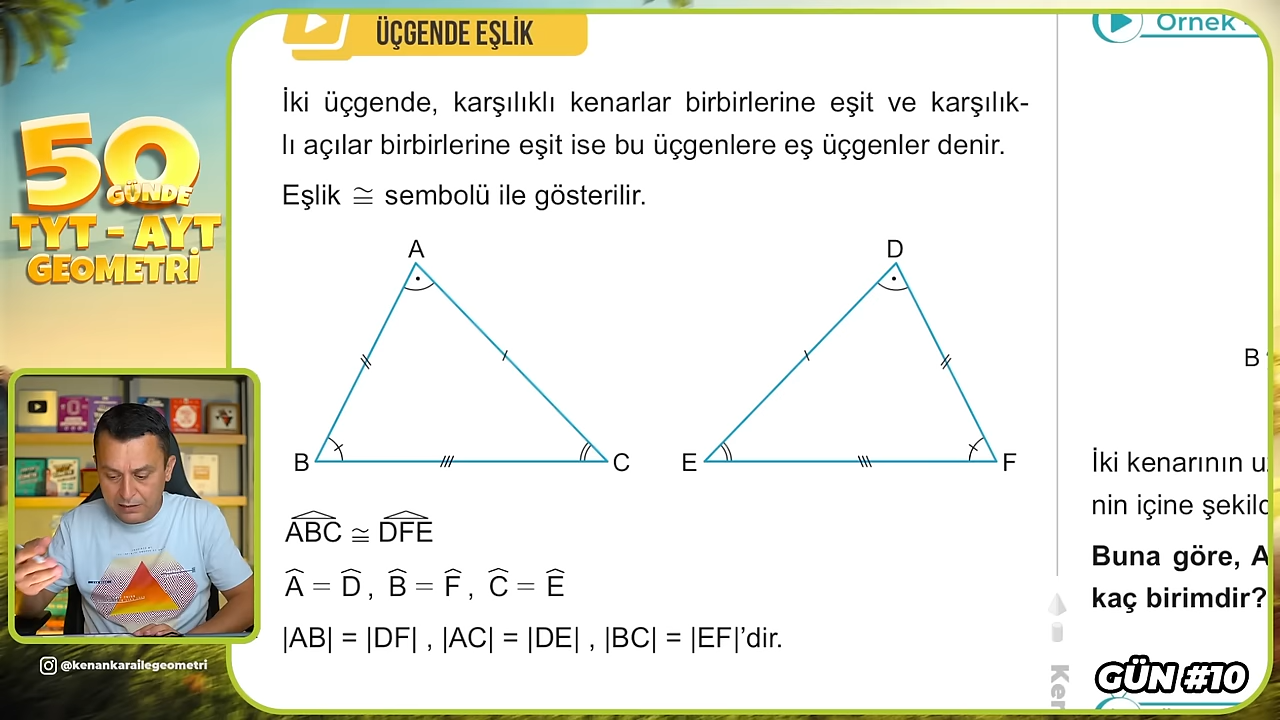 50
GÜNDE
TYT - AYT
GEOMETRİ
@kenankarailegeometri
ÜÇGENDE EŞLİK
İki üçgende, karşılıklı kenarlar birbirlerine eşit ve karşılık-
lı açılar birbirlerine eşit ise bu üçgenlere eş üçgenler denir.
Eşlik ≅ sembolü ile gösterilir.
A
B
C
D
E
F
ABC ≅ DFE
Â = D̂ , B̂ = F̂ , Ĉ = Ê
|AB| = |DF| , |AC| = |DE| , |BC| = |EF|'dir.
Örnek
B
İki kenarının
nin içine
Buna göre, A
kaç birimdir?
Ker
GÜN #10